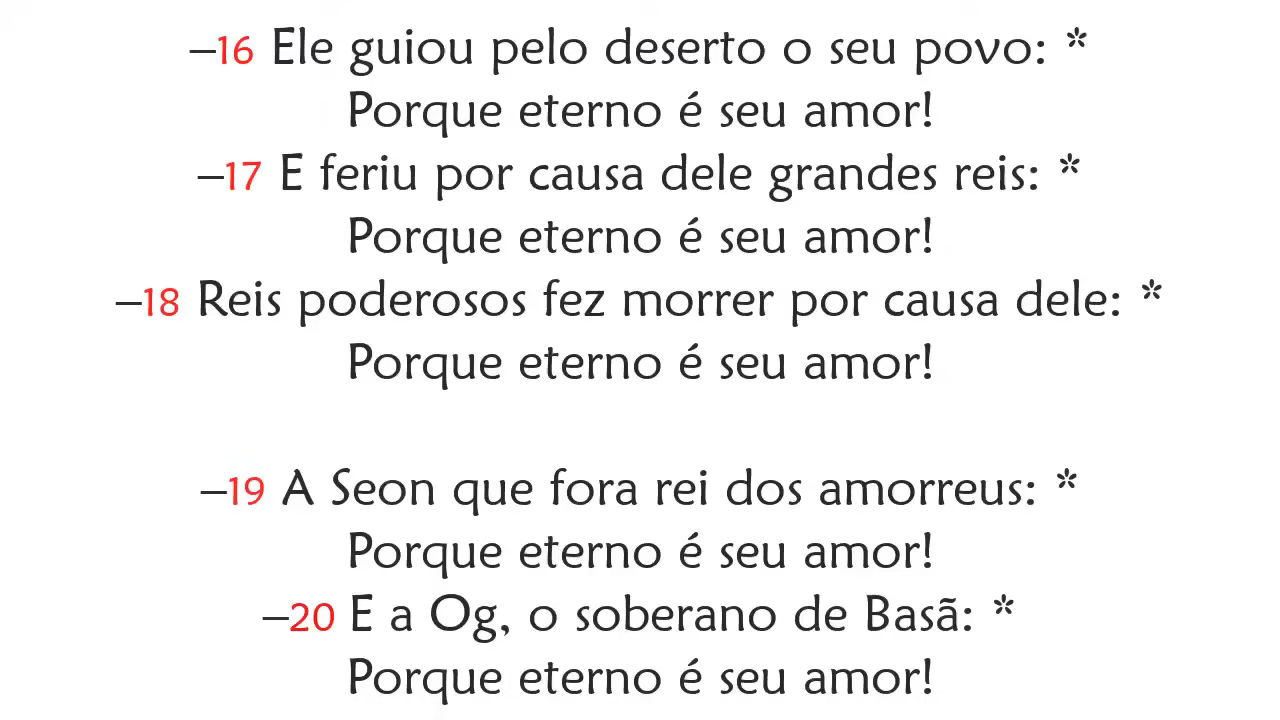 –16 Ele guiou pelo deserto o seu povo: *
Porque eterno é seu amor!
–17 E feriu por causa dele grandes reis: *
Porque eterno é seu amor!
–18 Reis poderosos fez morrer por causa dele: *
Porque eterno é seu amor!
–19 A Seon que fora rei dos amorreus: *
Porque eterno é seu amor!
–20 E a Og, o soberano de Basã: *
Porque eterno é seu amor!